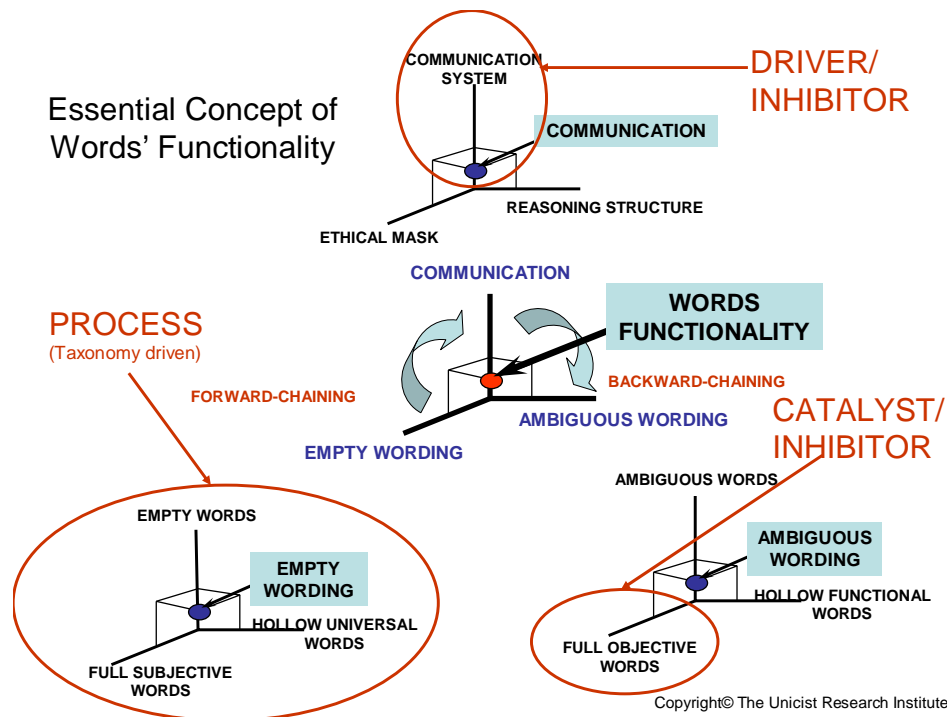 COMMUNICATION
SYSTEM
DRIVER/
INHIBITOR
Essential Concept of
Words' Functionality
COMMUNICATION
REASONING STRUCTURE
ETHICAL MASK
COMMUNICATION
WORDS
FUNCTIONALITY
PROCESS
(Taxonomy driven)
FORWARD-CHAINING
BACKWARD-CHAINING
AMBIGUOUS WORDING
EMPTY WORDING
CATALYST/
INHIBITOR
EMPTY WORDS
EMPTY
WORDING
HOLLOW UNIVERSAL
WORDS
FULL SUBJECTIVE
WORDS
AMBIGUOUS WORDS
AMBIGUOUS
WORDING
HOLLOW FUNCTIONAL
WORDS
FULL OBJECTIVE
WORDS
Copyright© The Unicist Research Institute